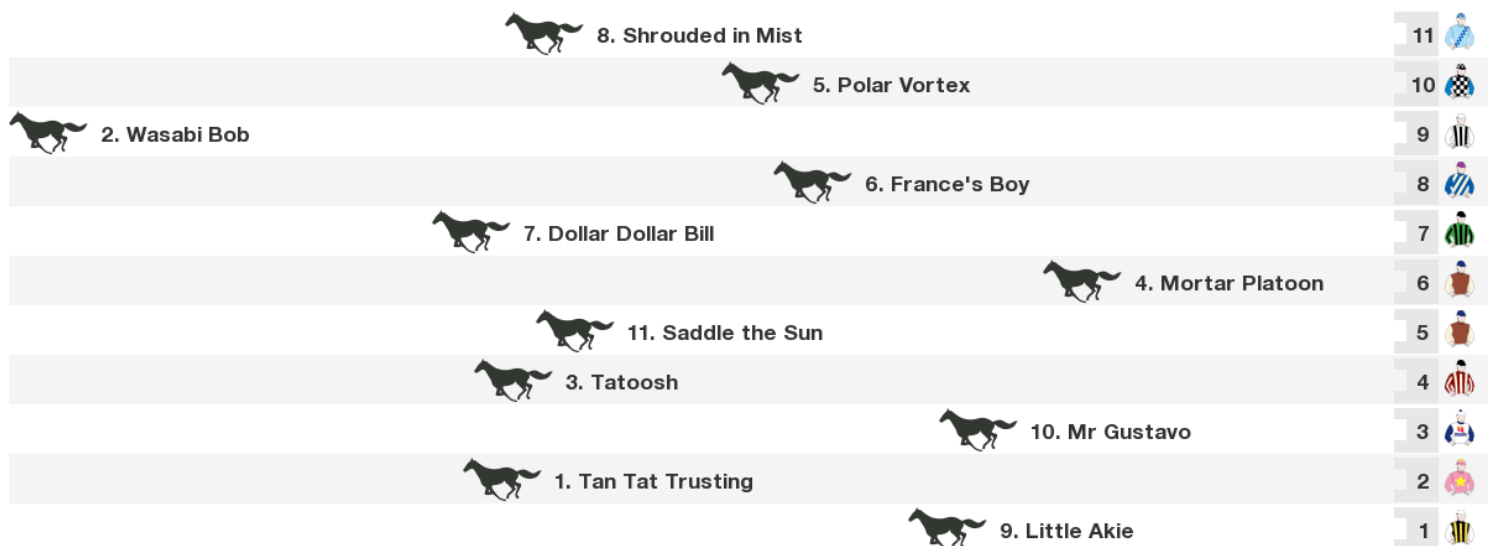 8. Shrouded in Mist 11
5. Polar Vortex 10
2. Wasabi Bob 9
6. France's Boy 8
7. Dollar Dollar Bill 7
4. Mortar Platoon 6
11. Saddle the Sun 5
3. Tatoosh 4
10. Mr Gustavo 3
1. Tan Tat Trusting 2
9. Little Akie 1